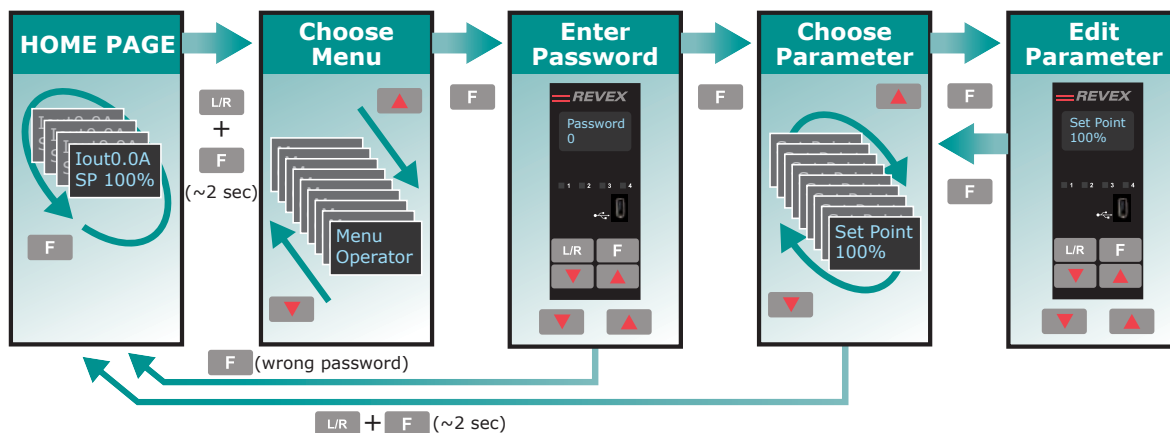 HOME PAGE
Iout0.0A
SP 100%
F
L/R
+
F
(~2 sec)
Choose
Menu
Menu
Operator
F
Enter
Password
REVEX
Password
0
1 2 3 4
L/R F
F
Choose
Parameter
Set Point
100%
F
F
Edit
Parameter
REVEX
Set Point
100%
1 2 3 4
L/R F
F (wrong password)
L/R + F (~2 sec)